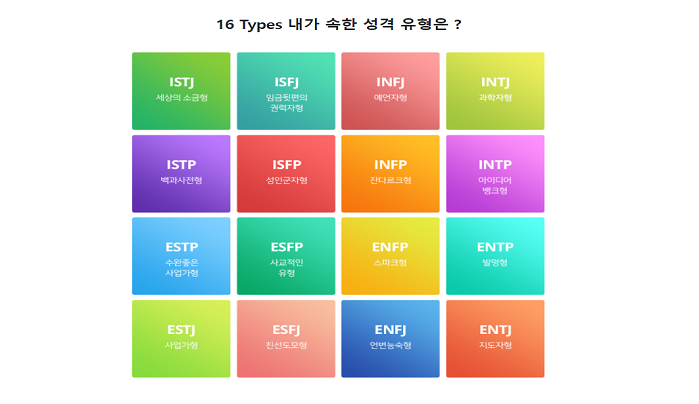 16 Types 내가 속한 성격 유형은 ?
ISTJ
세상의 소금형
ISFJ
임금뒷편의
권력자형
INFJ
예언자형
INTJ
과학자형
ISTP
백과사전형
ISFP
성인군자형
INFP
잔다르크형
INTP
아이디어
뱅크형
ESTP
수완좋은
사업가형
ESFP
사교적인
유형
ENFP
스파크형
ENTP
발명형
ESTJ
사업가형
ESFJ
친선도모형
ENFJ
언변능숙형
ENTJ
지도자형